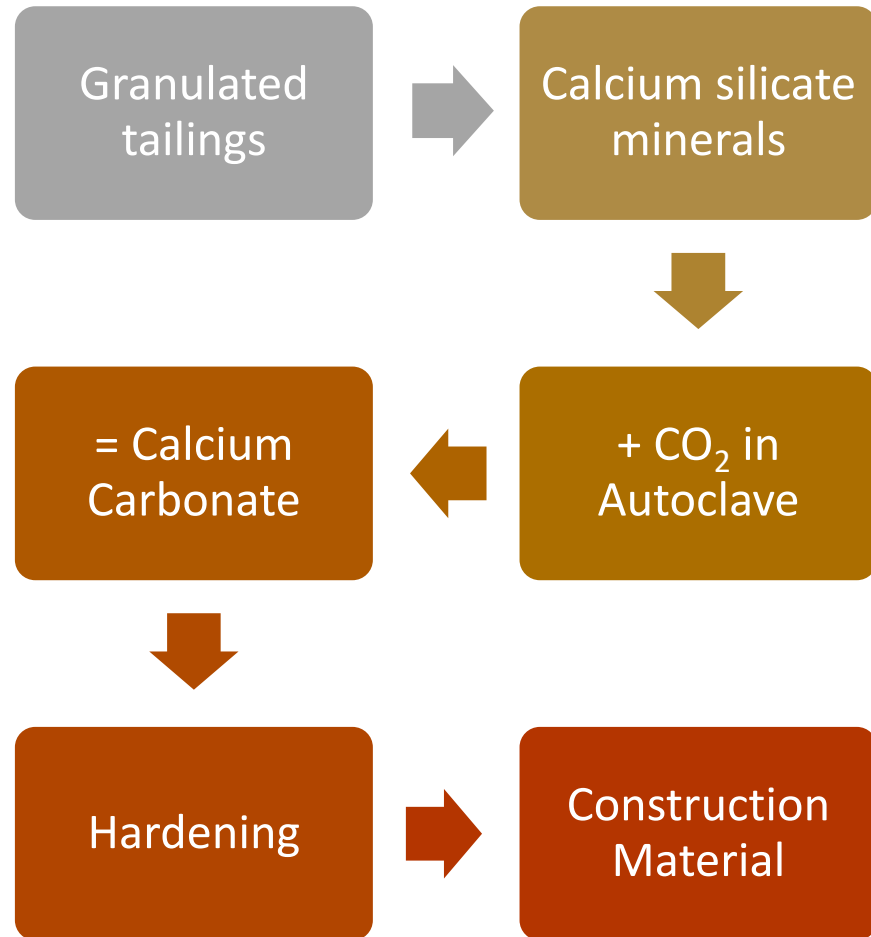 Granulated
tailings
Calcium silicate
minerals
+ CO₂ in
Autoclave
= Calcium
Carbonate
Hardening
Construction
Material